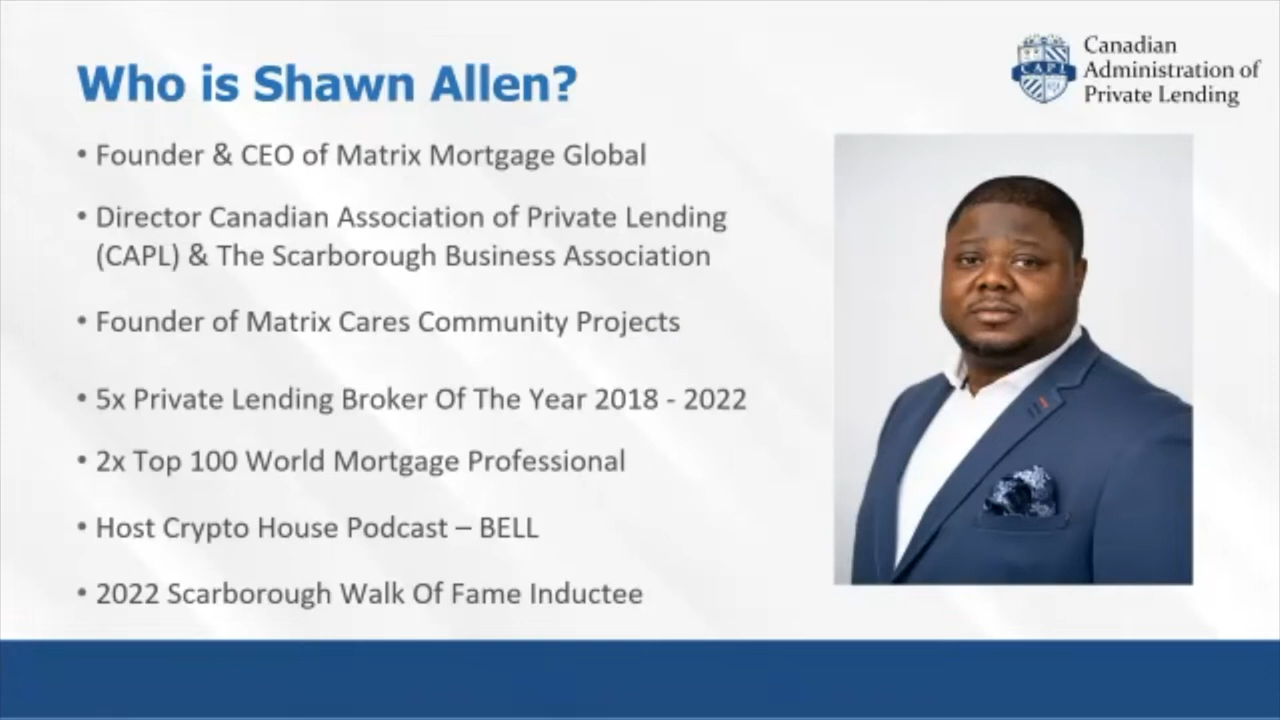 Who is Shawn Allen?
CAPL
Canadian
Administration of
Private Lending
• Founder & CEO of Matrix Mortgage Global
• Director Canadian Association of Private Lending
(CAPL) & The Scarborough Business Association
• Founder of Matrix Cares Community Projects
• 5x Private Lending Broker Of The Year 2018 - 2022
• 2x Top 100 World Mortgage Professional
• Host Crypto House Podcast – BELL
• 2022 Scarborough Walk Of Fame Inductee